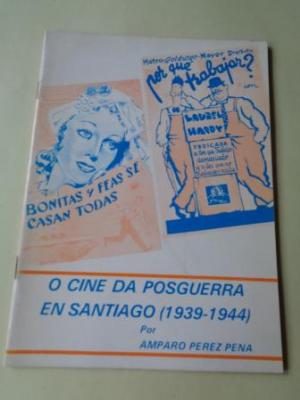 Metro-Goldwyn-Mayer
por qué
trabajar?
LAUREL
HARDY
DEDICADA
BONITAS Y FEAS SE
CASAN TODAS
O CINE DA POSGUERRA
EN SANTIAGO (1939-1944)
Por
AMPARO PEREZ PENA